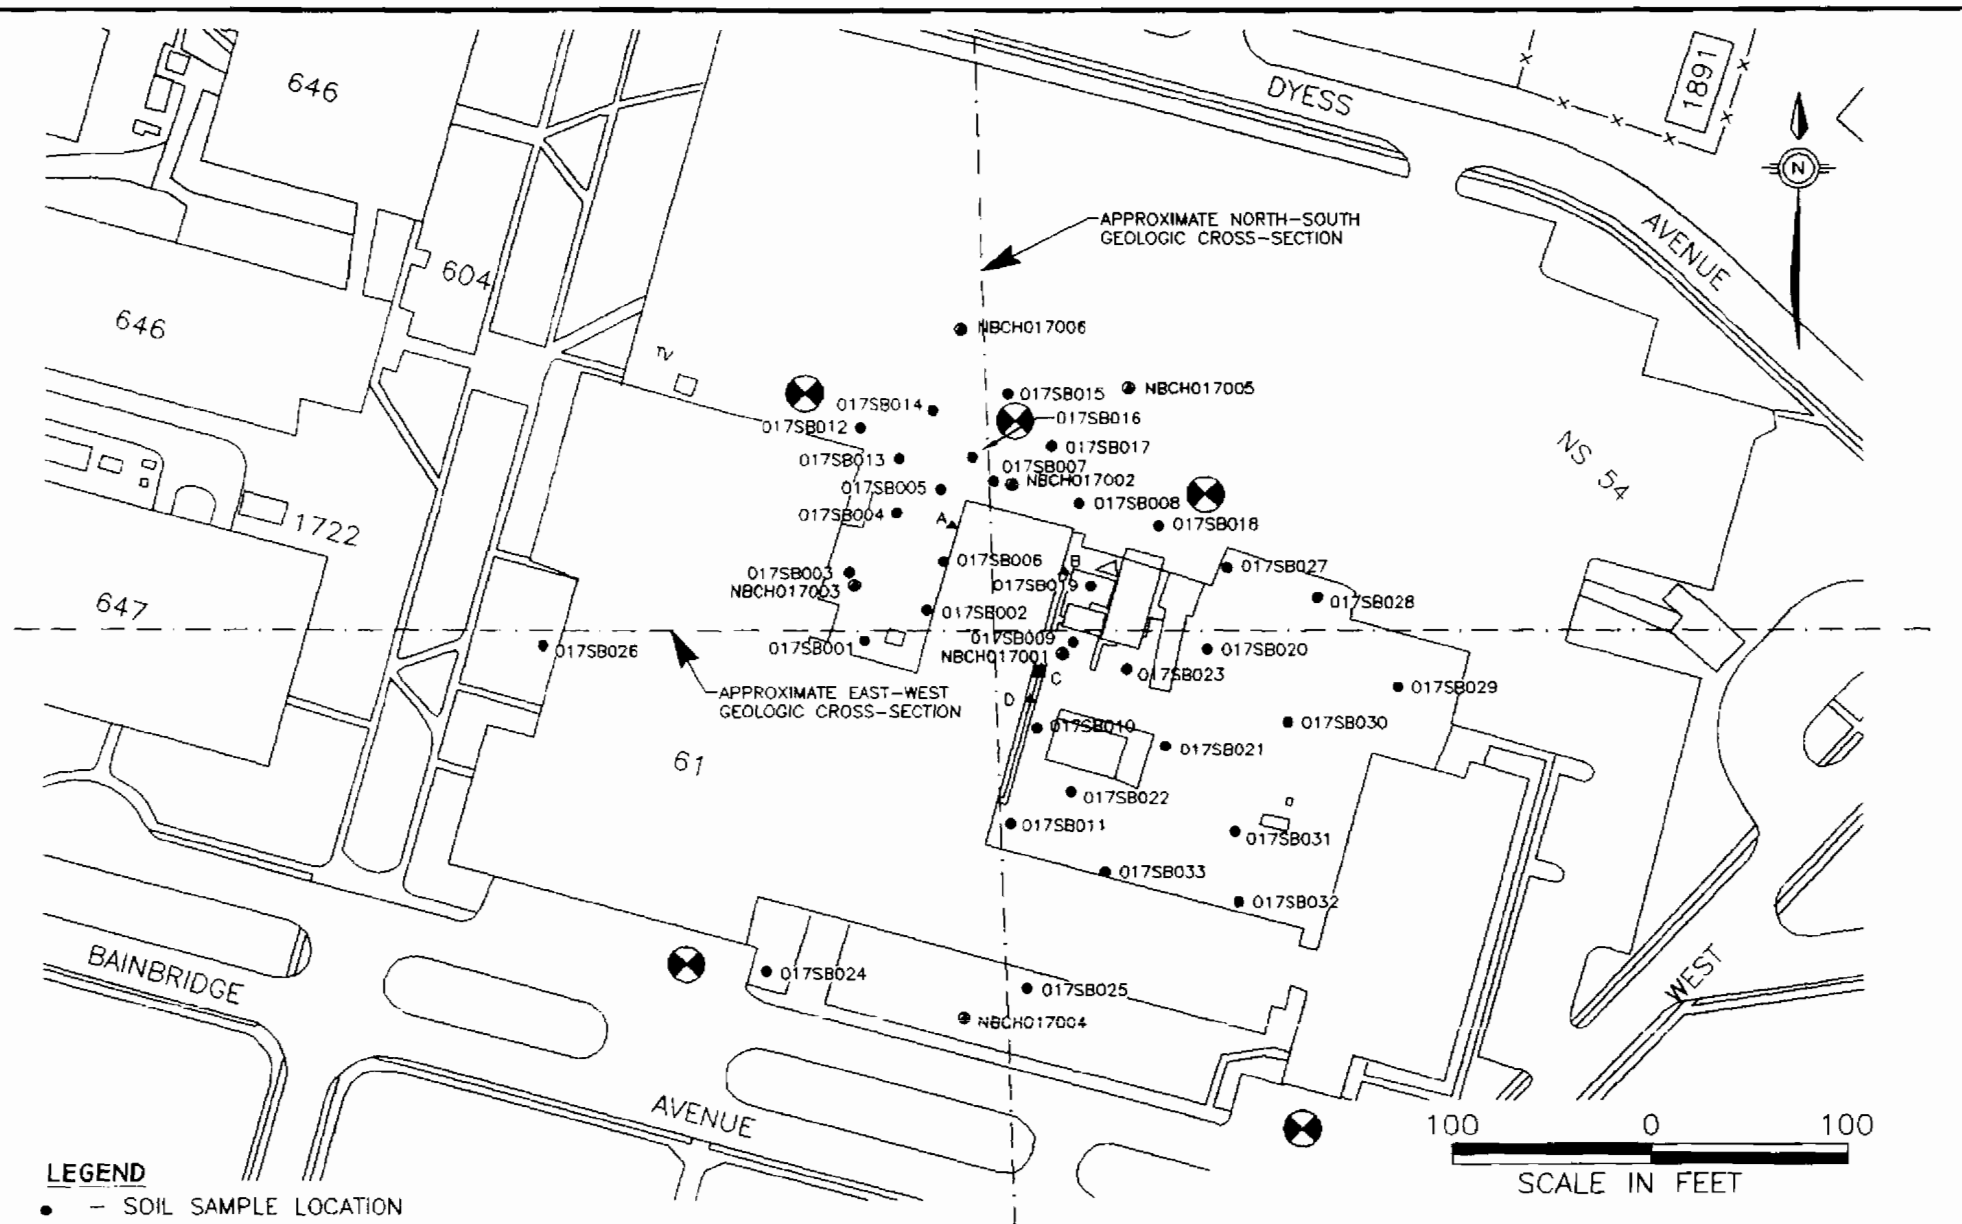 646
DYESS
1891
N
AVENUE
APPROXIMATE NORTH-SOUTH
GEOLOGIC CROSS-SECTION
604
646
TV
NBCH017006
NBCH017005
017SB015
017SB014
017SB016
017SB012
017SB017
017SB013
017SB007
NBCH017002
017SB005
017SB008
017SB004
A
017SB018
NS 54
1722
017SB006
B
017SB027
017SB003
017SB019
NBCH017003
017SB028
647
017SB002
017SB009
017SB001
017SB026
NBCH017001
017SB020
017SB023
C
017SB029
APPROXIMATE EAST-WEST
GEOLOGIC CROSS-SECTION
D
017SB010
017SB030
017SB021
61
017SB022
017SB011
017SB031
017SB033
017SB032
BAINBRIDGE
017SB024
017SB025
WEST
NBCH017004
AVENUE
100 0 100
SCALE IN FEET
LEGEND
● - SOIL SAMPLE LOCATION